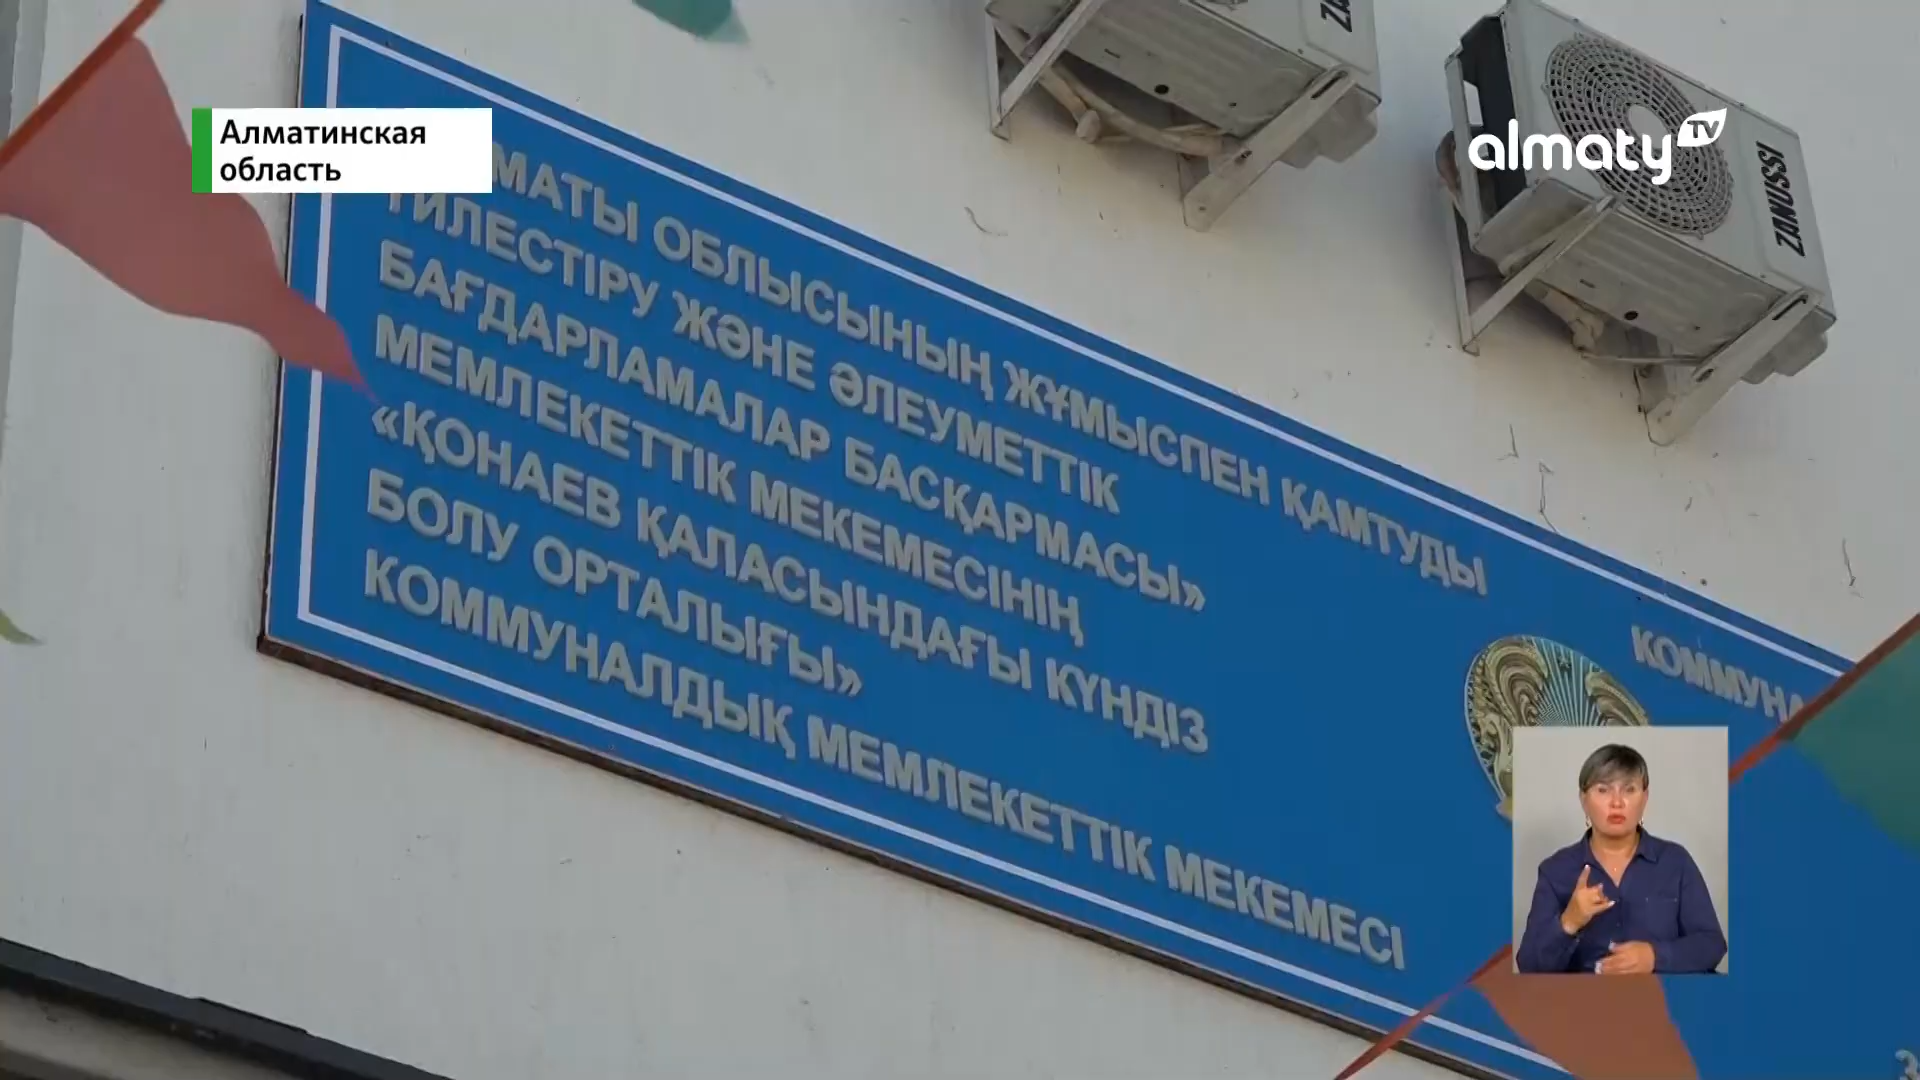 Алматинская
область
almaty TV
ZANUSSI
МАТЫ ОБЛЫСЫНЫҢ ЖҰМЫСПЕН ҚАМТУДЫ
ҮЙЛЕСТІРУ ЖӘНЕ ӘЛЕУМЕТТІК
БАҒДАРЛАМАЛАР БАСҚАРМАСЫ»
МЕМЛЕКЕТТІК МЕКЕМЕСІНІҢ
«ҚОНАЕВ ҚАЛАСЫНДАҒЫ КҮНДІЗ
БОЛУ ОРТАЛЫҒЫ»
КОММУНАЛДЫҚ МЕМЛЕКЕТТІК МЕКЕМЕСІ
КОММУНА